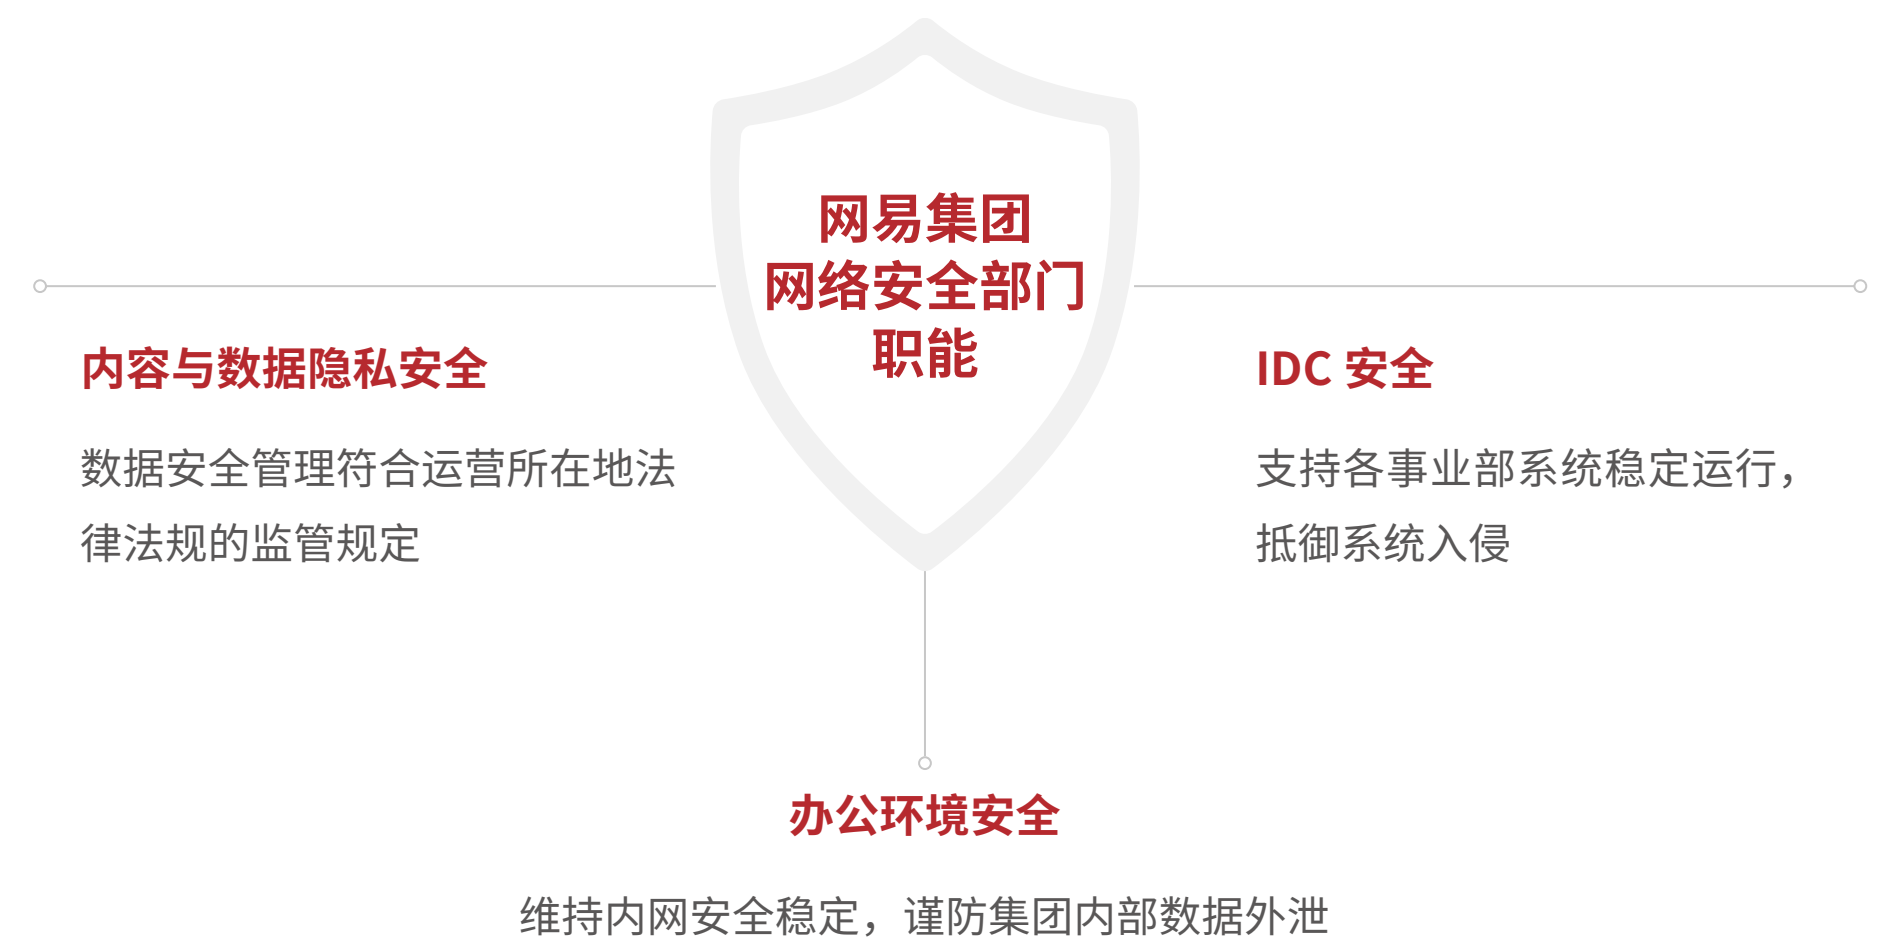 网易集团
网络安全部门
职能
内容与数据隐私安全
数据安全管理符合运营所在地法
律法规的监管规定
IDC 安全
支持各事业部系统稳定运行，
抵御系统入侵
办公环境安全
维持内网安全稳定，谨防集团内部数据外泄